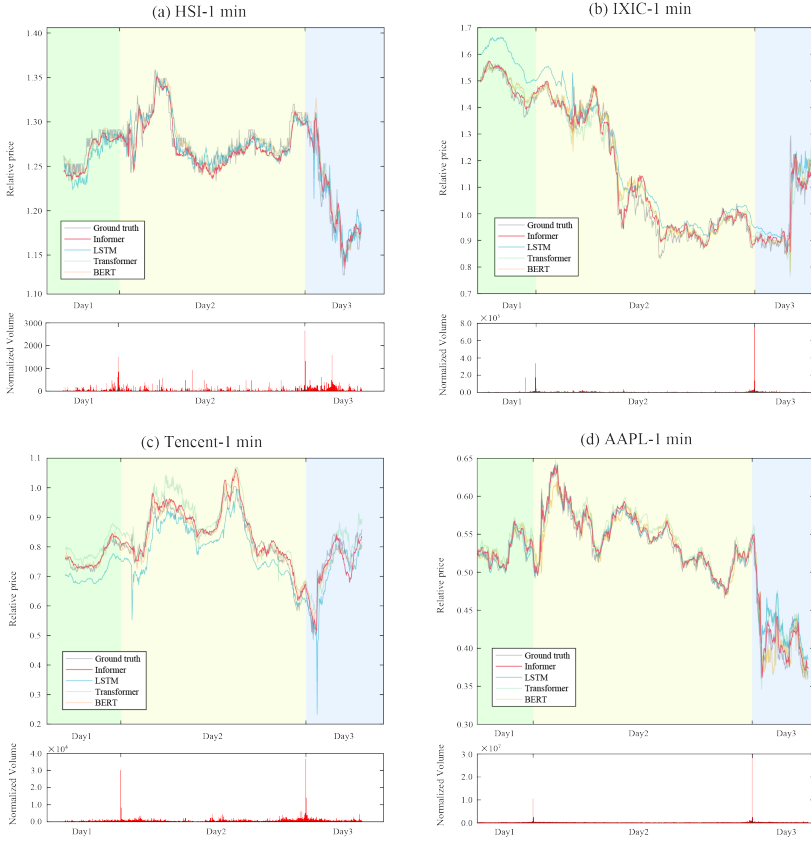 (a) HSI-1 min
1.40
1.35
1.30
1.25
1.20
1.15
1.10
Relative price
Ground truth
Informer
LSTM
Transformer
BERT
Day1
Day2
Day3
Normalized Volume
3000
2000
1000
0
Day1
Day2
Day3
(b) IXIC-1 min
1.7
1.6
1.5
1.4
1.3
1.2
1.1
1.0
0.9
0.8
0.7
Relative price
Ground truth
Informer
LSTM
Transformer
BERT
Day1
Day2
Day3
×10⁵
Normalized Volume
8.0
6.0
4.0
2.0
0.0
Day1
Day2
Day3
(c) Tencent-1 min
1.1
1.0
0.9
0.8
0.7
0.6
0.5
0.4
0.3
0.2
Relative price
Ground truth
Informer
LSTM
Transformer
BERT
Day1
Day2
Day3
Normalized Volume
4.0
3.0
2.0
1.0
0.0
Day1
Day2
Day3
(d) AAPL-1 min
0.65
0.60
0.55
0.50
0.45
0.40
0.35
0.30
Relative price
Ground truth
Informer
LSTM
Transformer
BERT
Day1
Day2
Day3
×10⁷
Normalized Volume
3.0
2.0
1.0
0.0
Day1
Day2
Day3